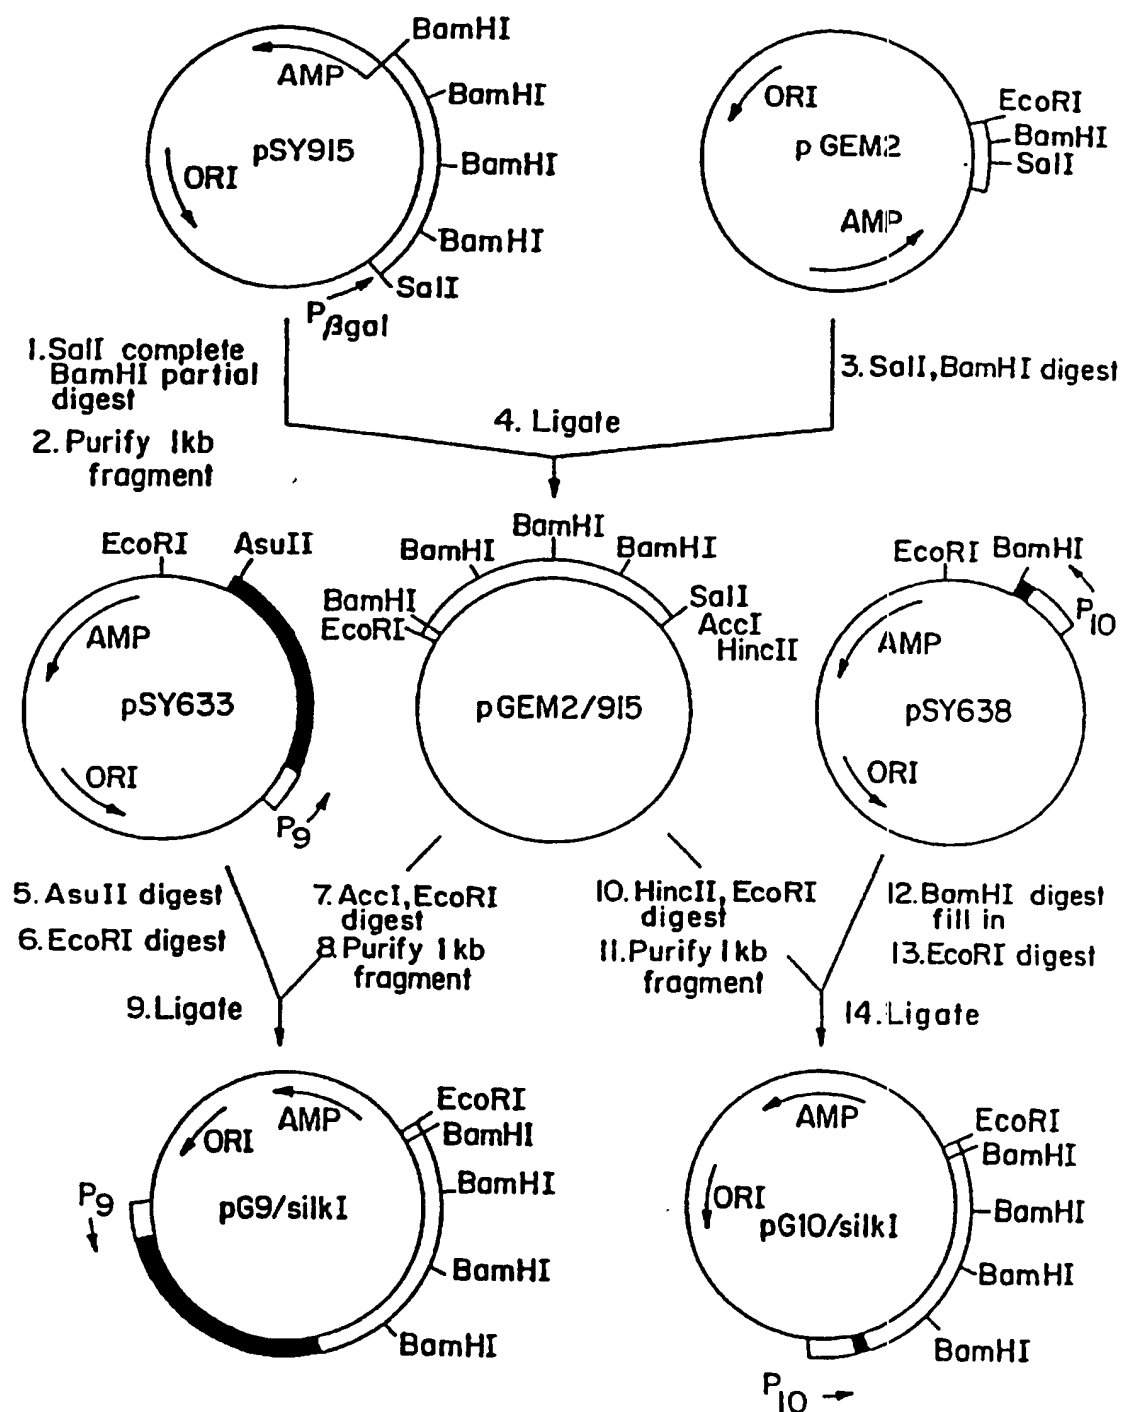 BamHI
AMP
BamHI
pSY915
BamHI
ORI
BamHI
SalI
Pβgal
ORI
EcoRI
pGEM2
BamHI
SalI
AMP
1.SalI complete
BamHI partial
digest
2. Purify 1kb
fragment
3. SalI, BamHI digest
4. Ligate
EcoRI
AsuII
AMP
pSY633
ORI
P9
BamHI
BamHI
BamHI
BamHI
EcoRI
SalI
AccI
HincII
pGEM2/915
EcoRI
BamHI
P10
AMP
pSY638
ORI
5. AsuII digest
6. EcoRI digest
7. AccI, EcoRI
digest
8. Purify 1kb
fragment
9. Ligate
10. HincII, EcoRI
digest
11. Purify 1kb
fragment
12. BamHI digest
fill in
13. EcoRI digest
14. Ligate
AMP
EcoRI
BamHI
ORI
P9
pG9/silkI
BamHI
BamHI
BamHI
AMP
EcoRI
BamHI
ORI
pG10/silkI
BamHI
BamHI
BamHI
P10